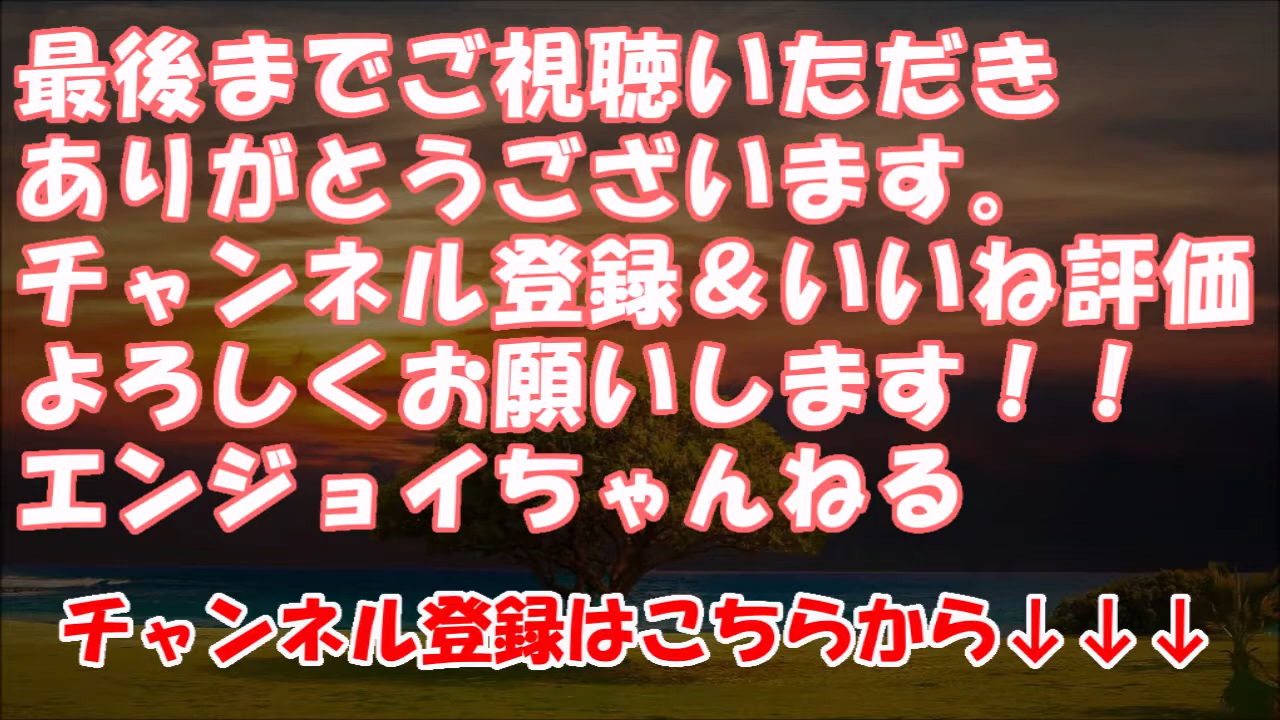 最後までご視聴いただき
ありがとうございます。
チャンネル登録＆いいね評価
よろしくお願いします！！
エンジョイちゃんねる
チャンネル登録はこちらから↓↓↓